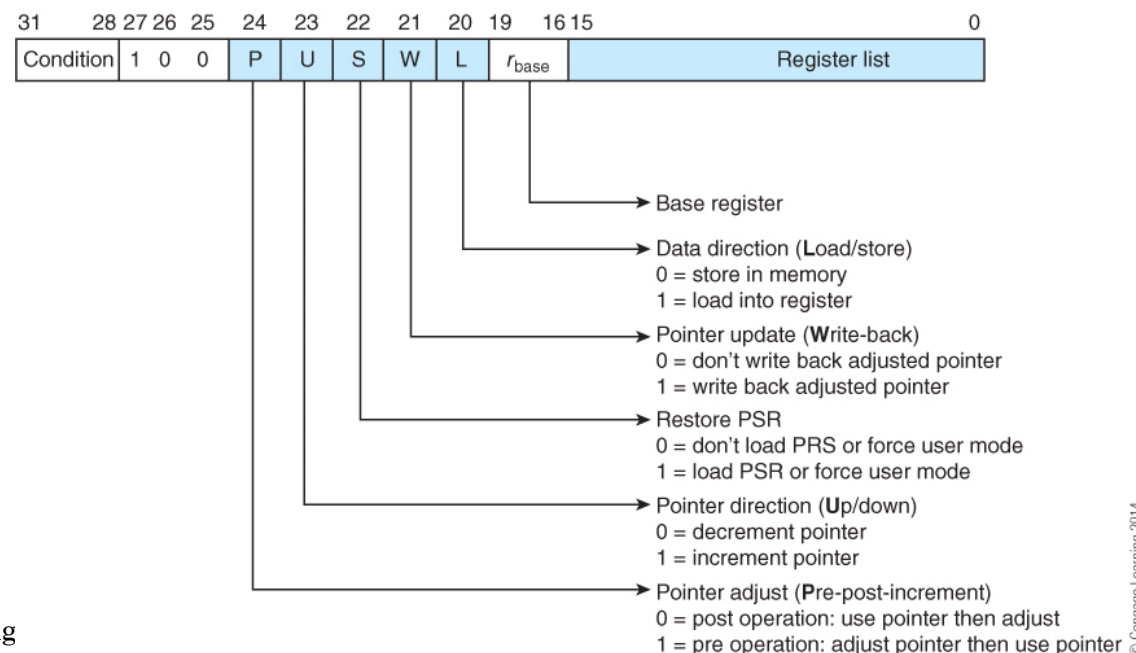 31 28 27 26 25 24 23 22 21 20 19 16 15 0
Condition 1 0 0 P U S W L rbase Register list
Base register
Data direction (Load/store)
0 = store in memory
1 = load into register
Pointer update (Write-back)
0 = don't write back adjusted pointer
1 = write back adjusted pointer
Restore PSR
0 = don't load PRS or force user mode
1 = load PSR or force user mode
Pointer direction (Up/down)
0 = decrement pointer
1 = increment pointer
Pointer adjust (Pre-post-increment)
0 = post operation: use pointer then adjust
1 = pre operation: adjust pointer then use pointer
© Cengage Learning 2014
g